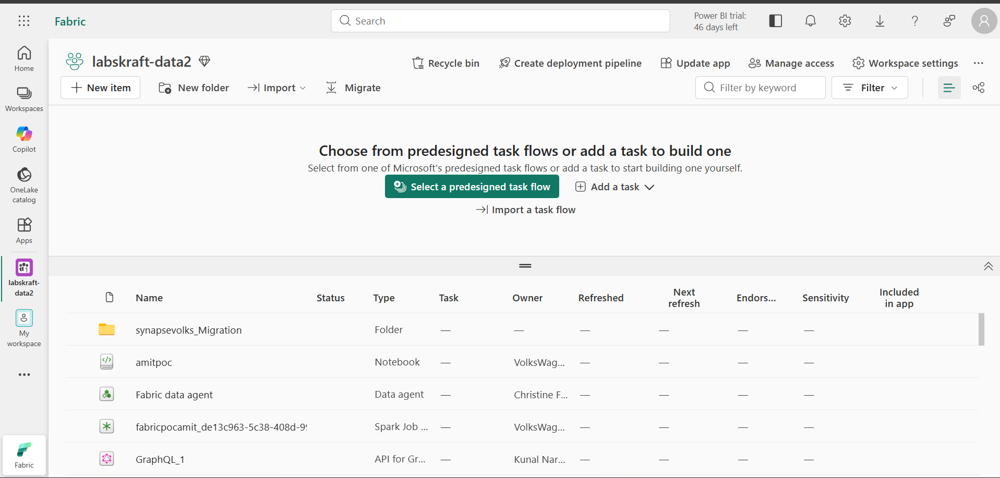 Fabric
Search
Power BI trial:
46 days left
Home
Workspaces
Copilot
OneLake
catalog
Apps
labskraft-
data2
My
workspace
Fabric
labskraft-data2
Recycle bin
Create deployment pipeline
Update app
Manage access
Workspace settings
New item
New folder
Import
Migrate
Filter by keyword
Filter
Choose from predesigned task flows or add a task to build one
Select from one of Microsoft's predesigned task flows or add a task to start building one yourself.
Select a predesigned task flow
Add a task
Import a task flow
Name Status Type Task Owner Refreshed Next refresh Endors... Sensitivity Included in app
synapsevolks_Migration Folder — — — — — —
amitpoc Notebook — VolksWag... — — — —
Fabric data agent Data agent — Christine F... — — — —
fabricpocamit_de13c963-5c38-408d-9 Spark Job ... — VolksWag... — — — —
GraphQL_1 API for Gr... — Kunal Nar... — — — —